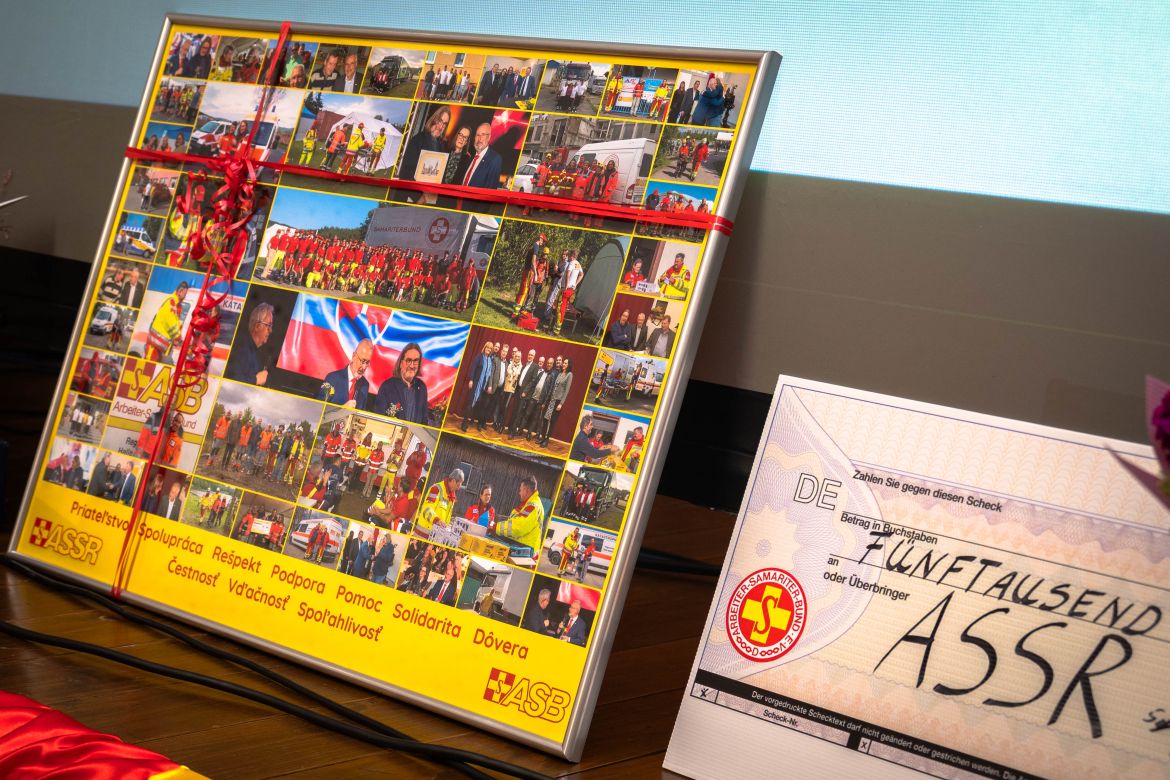 SAMARITERBUND
KATA
ASB
Priateľstvo Spolupráca Rešpekt Podpora Pomoc Solidarita Dôvera
Čestnosť Vďačnosť Spoľahlivosť
ASSR
ASB
DE
Zahlen Sie gegen diesen Scheck
Betrag in Buchstaben
FÜNFTAUSEND
an
oder Überbringer
ASSR
ARBEITER-SAMARITER-BUND E.V.
Der vorgedruckte Schecktext darf nicht geändert oder gestrichen werden. Die
Scheck-Nr.
X
X